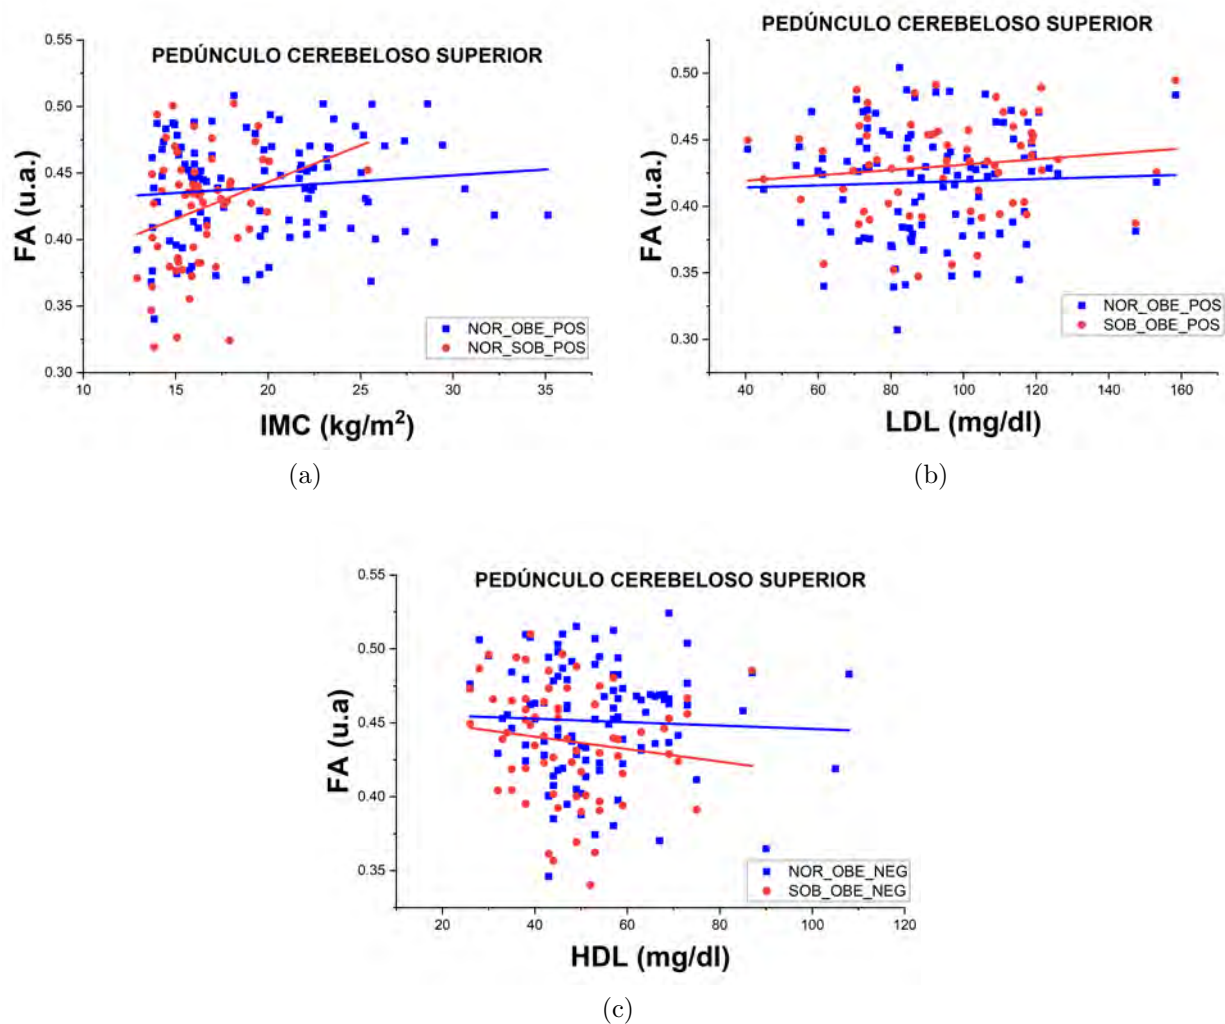 PEDÚNCULO CEREBELOSO SUPERIOR
0.55
0.50
0.45
0.40
0.35
0.30
FA (u.a.)
10 15 20 25 30 35
IMC (kg/m²)
NOR_OBE_POS
NOR_SOB_POS
(a)
PEDÚNCULO CEREBELOSO SUPERIOR
0.50
0.45
0.40
0.35
0.30
FA (u.a.)
40 60 80 100 120 140 160
LDL (mg/dl)
NOR_OBE_POS
SOB_OBE_POS
(b)
PEDÚNCULO CEREBELOSO SUPERIOR
0.55
0.50
0.45
0.40
0.35
FA (u.a)
20 40 60 80 100 120
HDL (mg/dl)
NOR_OBE_NEG
SOB_OBE_NEG
(c)